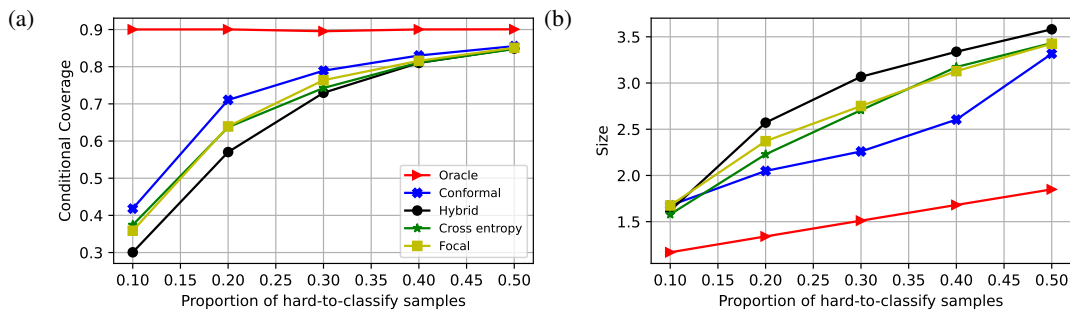 (a)
0.9
0.8
0.7
0.6
0.5
0.4
0.3
Conditional Coverage
Oracle
Conformal
Hybrid
Cross entropy
Focal
0.10 0.15 0.20 0.25 0.30 0.35 0.40 0.45 0.50
Proportion of hard-to-classify samples
(b)
3.5
3.0
2.5
2.0
1.5
Size
0.10 0.15 0.20 0.25 0.30 0.35 0.40 0.45 0.50
Proportion of hard-to-classify samples